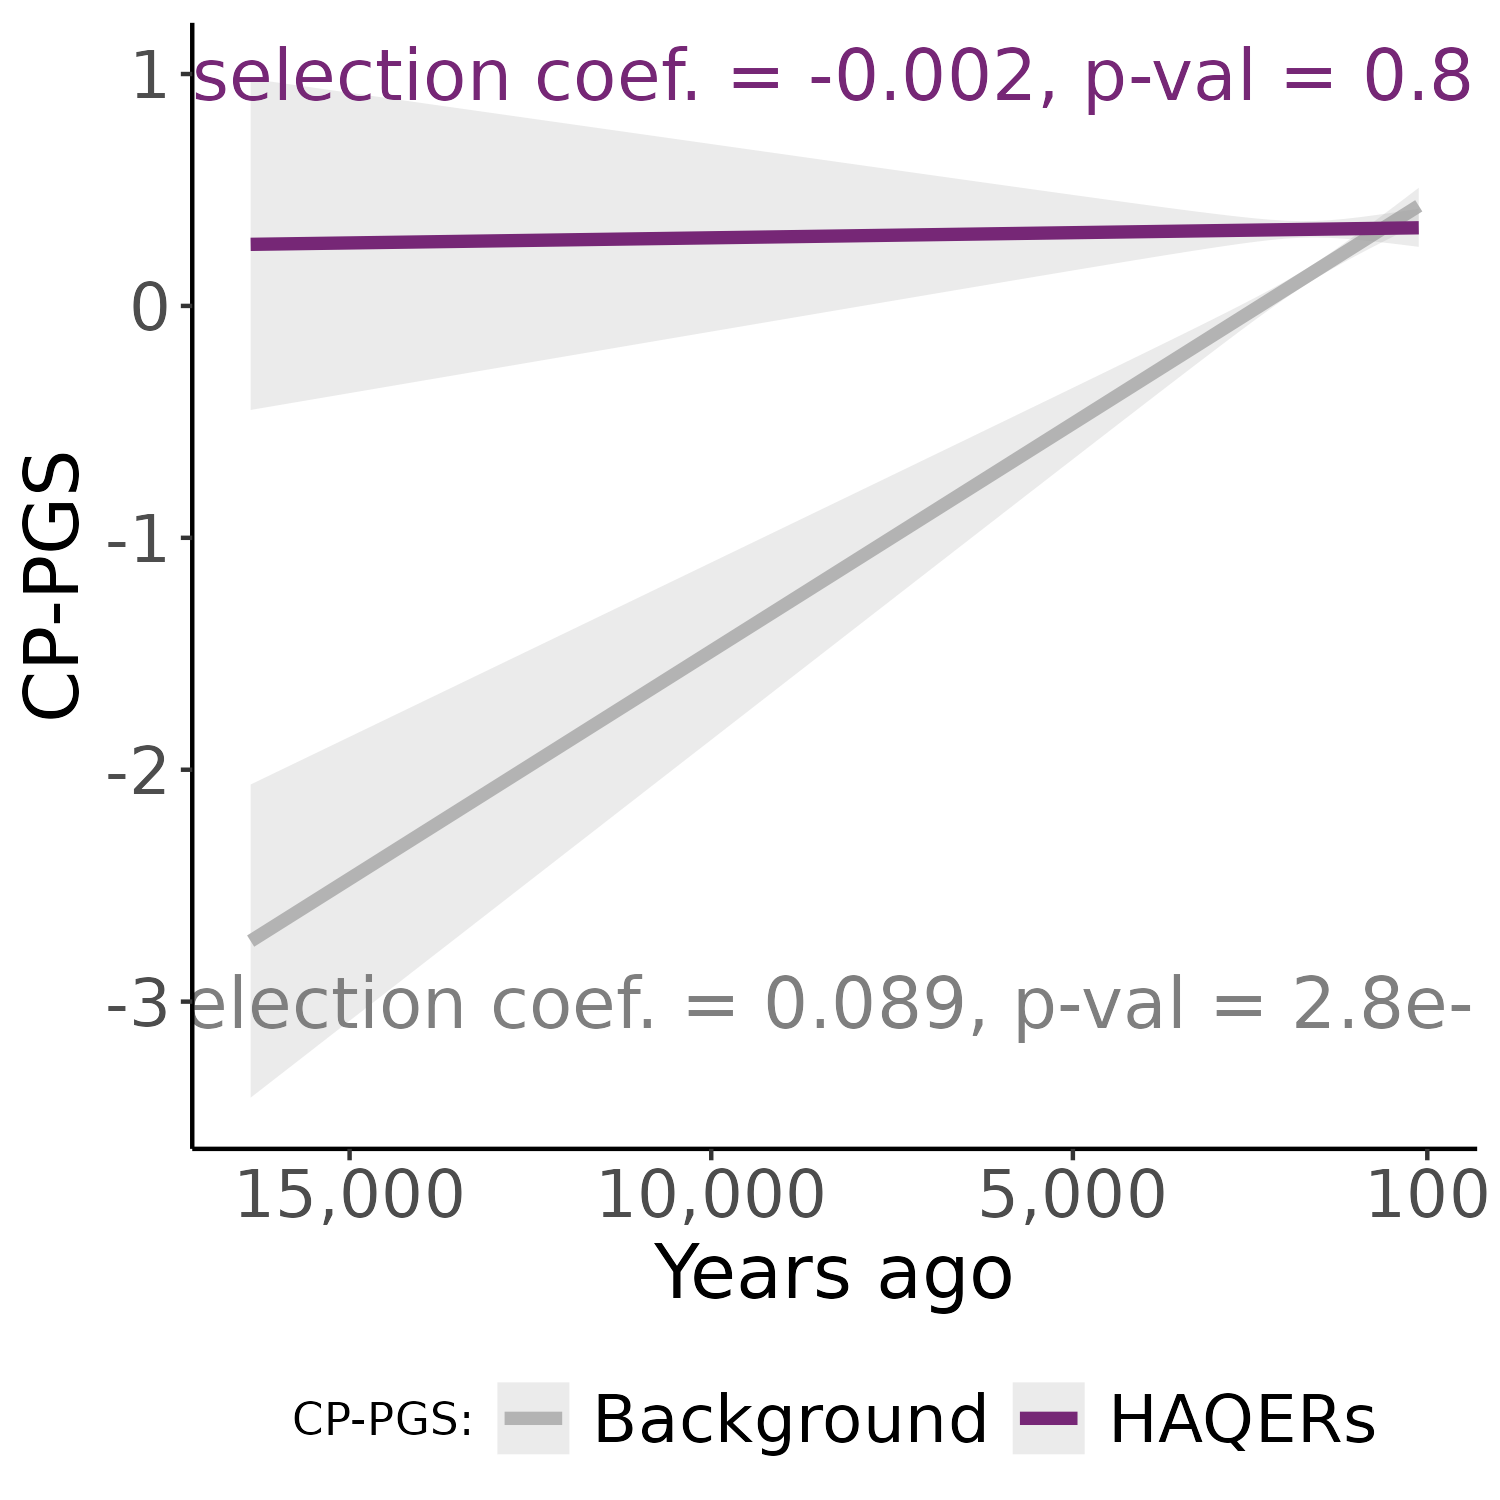 selection coef. = -0.002, p-val = 0.8
1
0
-1
-2
-3
CP-PGS
election coef. = 0.089, p-val = 2.8e-
15,000 10,000 5,000 100
Years ago
CP-PGS: Background HAQERs